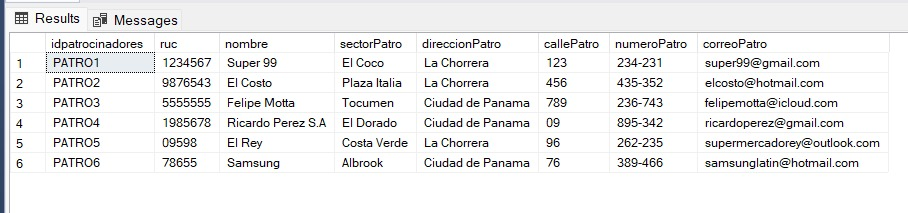 Results Messages
idpatrocinadores ruc nombre sectorPatro direccionPatro callePatro numeroPatro correoPatro
1 PATRO1 1234567 Super 99 El Coco La Chorrera 123 234-231 super99@gmail.com
2 PATRO2 9876543 El Costo Plaza Italia La Chorrera 456 435-352 elcosto@hotmail.com
3 PATRO3 5555555 Felipe Motta Tocumen Ciudad de Panama 789 236-743 felipemotta@icloud.com
4 PATRO4 1985678 Ricardo Perez S.A El Dorado Ciudad de Panama 09 895-342 ricardoperez@gmail.com
5 PATRO5 09598 El Rey Costa Verde La Chorrera 96 262-235 supermercadorey@outlook.com
6 PATRO6 78655 Samsung Albrook Ciudad de Panama 76 389-466 samsunglatin@hotmail.com